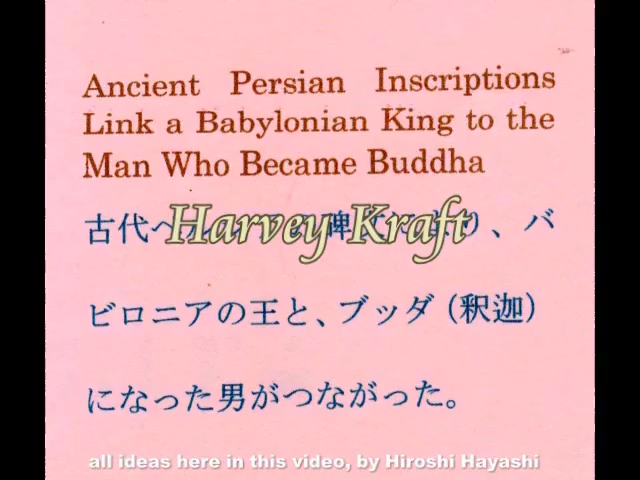 Ancient Persian Inscriptions
Link a Babylonian King to the
Man Who Became Buddha
古代ペ
Harvey Kraft
碑
り、バ
ビロニアの王と、ブッダ（釈迦）
になった男がつながった。
all ideas here in this video, by Hiroshi Hayashi